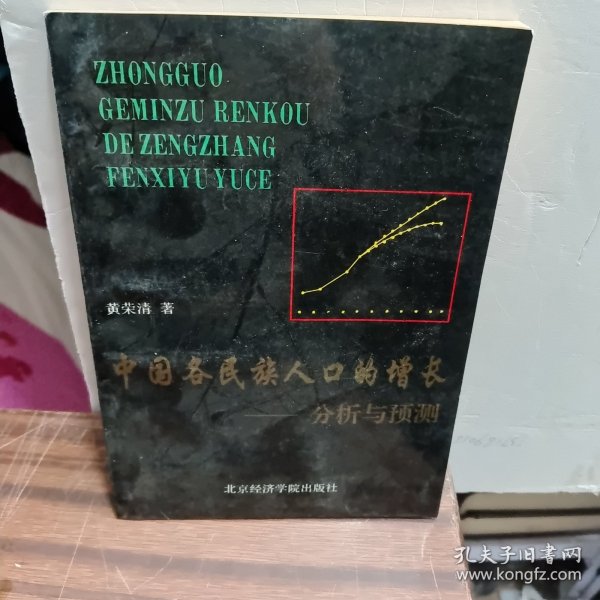 ZHONGGUO
GEMINZU RENKOU
DE ZENGZHANG
FENXIYU YUCE
黄荣清 著
中国各民族人口的增长
——分析与预测
北京经济学院出版社
孔夫子旧书网
www.kongfz.com